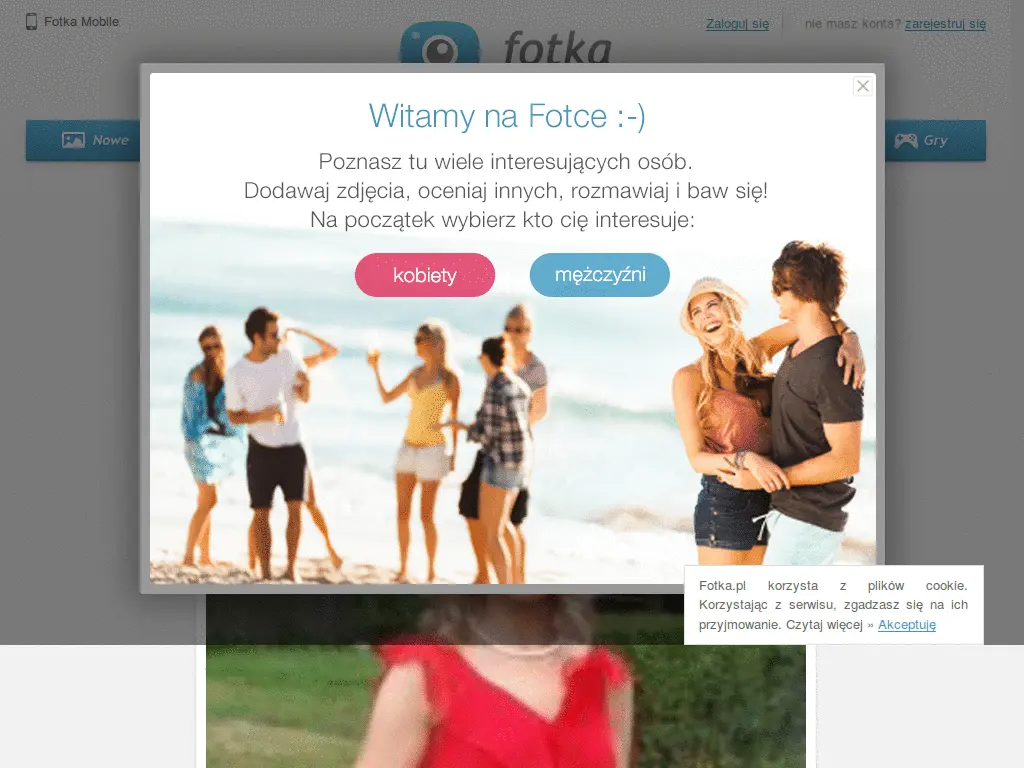 Fotka Mobile
Zaloguj się
nie masz konta? zarejestruj się
fotka
Nowe
Gry
Witamy na Fotce :-)
Poznasz tu wiele interesujących osób.
Dodawaj zdjęcia, oceniaj innych, rozmawiaj i baw się!
Na początek wybierz kto cię interesuje:
kobiety
mężczyźni
Fotka.pl korzysta z plików cookie.
Korzystając z serwisu, zgadzasz się na ich
przyjmowanie. Czytaj więcej » Akceptuję